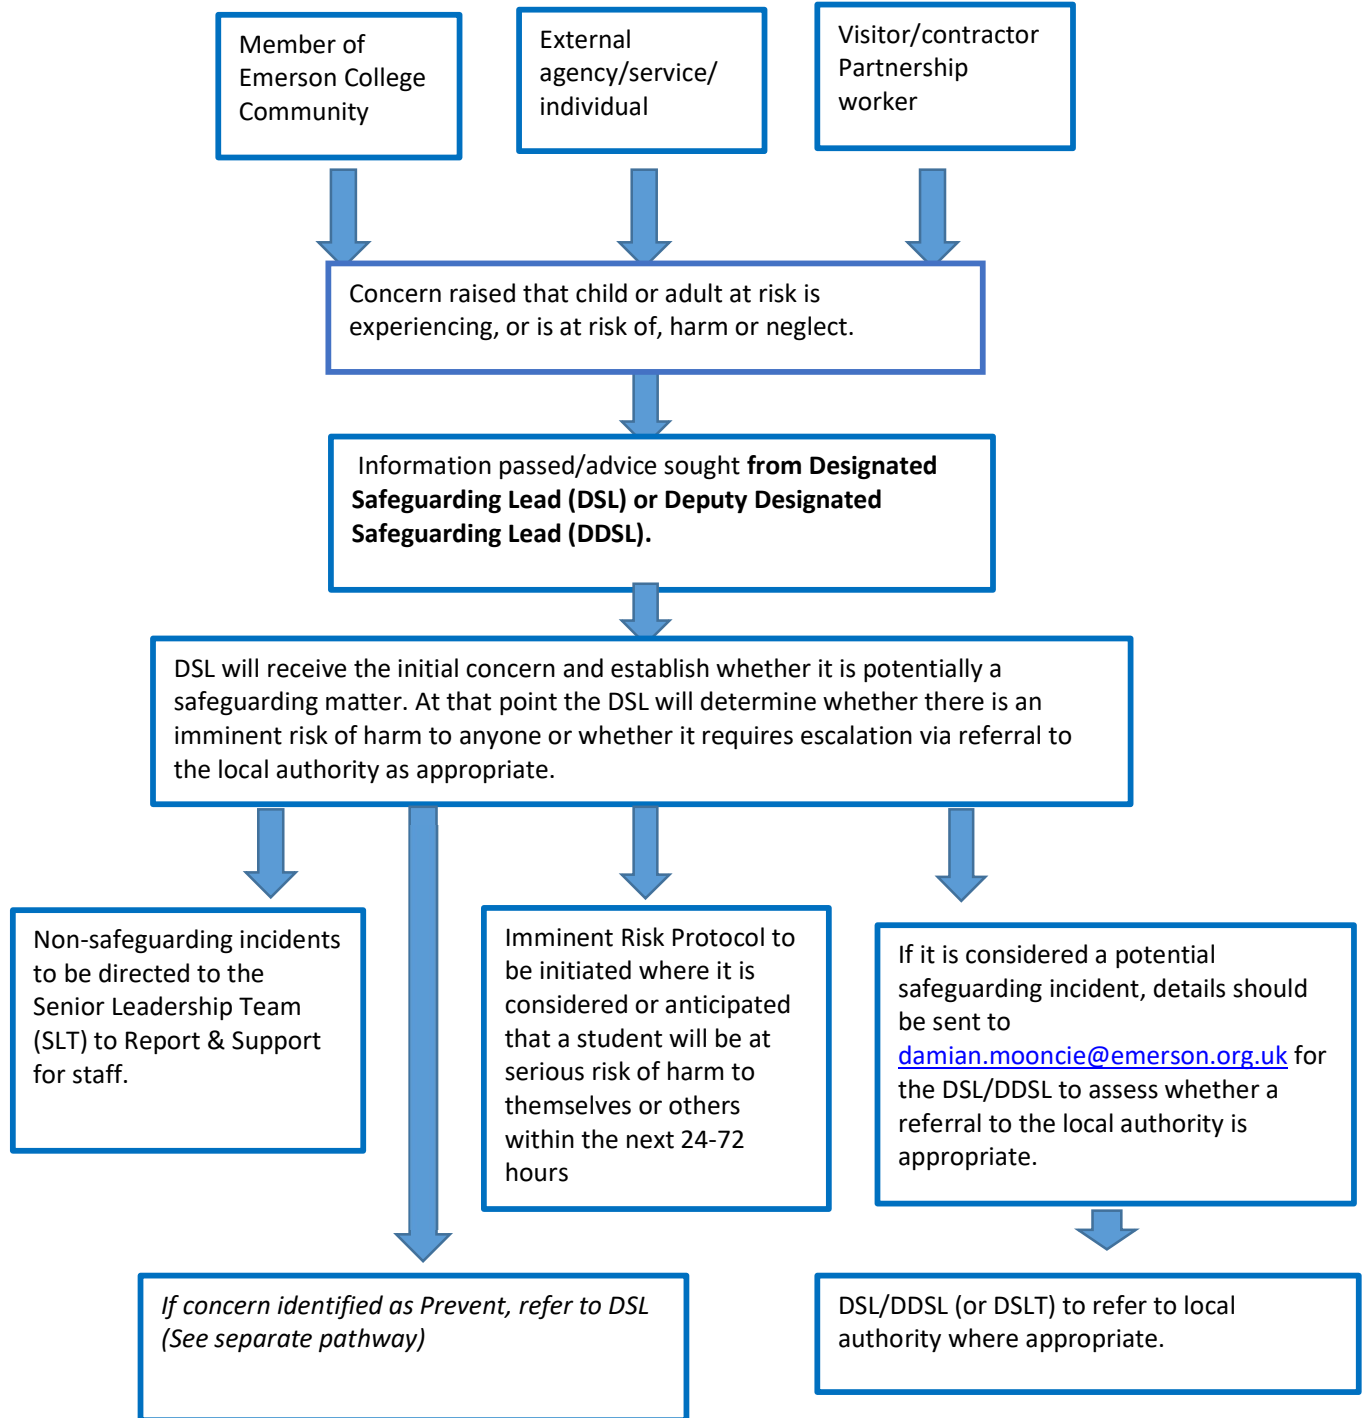 Member of
Emerson College
Community
External
agency/service/
individual
Visitor/contractor
Partnership
worker
Concern raised that child or adult at risk is
experiencing, or is at risk of, harm or neglect.
Information passed/advice sought from Designated
Safeguarding Lead (DSL) or Deputy Designated
Safeguarding Lead (DDSL).
DSL will receive the initial concern and establish whether it is potentially a
safeguarding matter. At that point the DSL will determine whether there is an
imminent risk of harm to anyone or whether it requires escalation via referral to
the local authority as appropriate.
Non-safeguarding incidents
to be directed to the
Senior Leadership Team
(SLT) to Report & Support
for staff.
Imminent Risk Protocol to
be initiated where it is
considered or anticipated
that a student will be at
serious risk of harm to
themselves or others
within the next 24-72
hours
If it is considered a potential
safeguarding incident, details should
be sent to
damian.mooncie@emerson.org.uk for
the DSL/DDSL to assess whether a
referral to the local authority is
appropriate.
If concern identified as Prevent, refer to DSL
(See separate pathway)
DSL/DDSL (or DSLT) to refer to local
authority where appropriate.